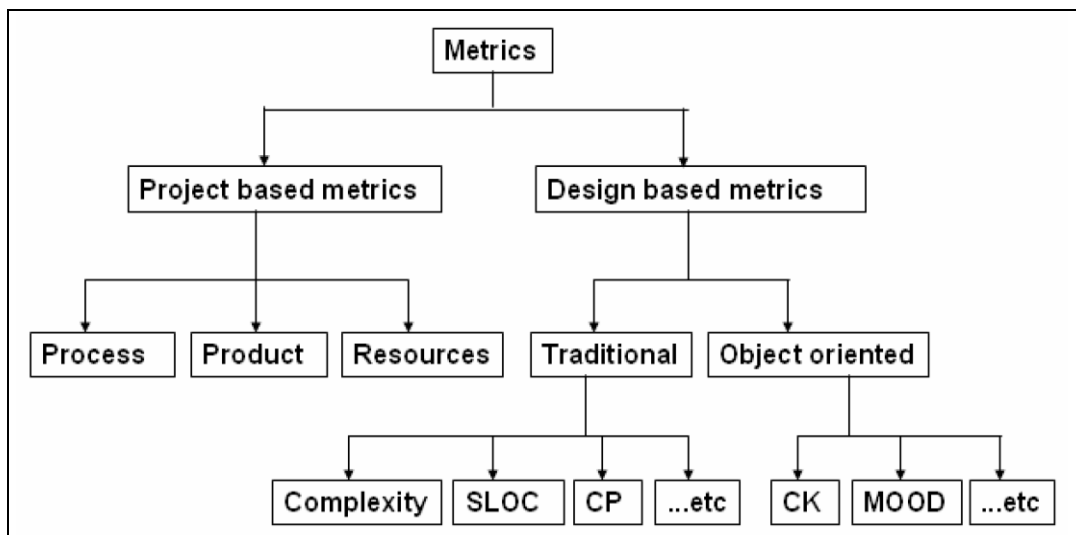 Metrics
Project based metrics
Design based metrics
Process
Product
Resources
Traditional
Object oriented
Complexity
SLOC
CP
...etc
CK
MOOD
...etc